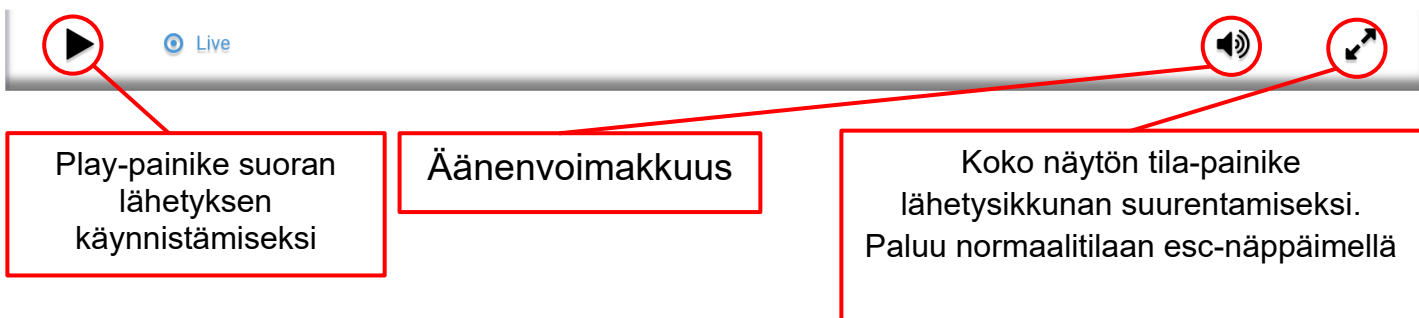 Live
Play-painike suoran
lähetyksen
käynnistämiseksi
Äänenvoimakkuus
Koko näytön tila-painike
lähetysikkunan suurentamiseksi.
Paluu normaalitilaan esc-näppäimellä